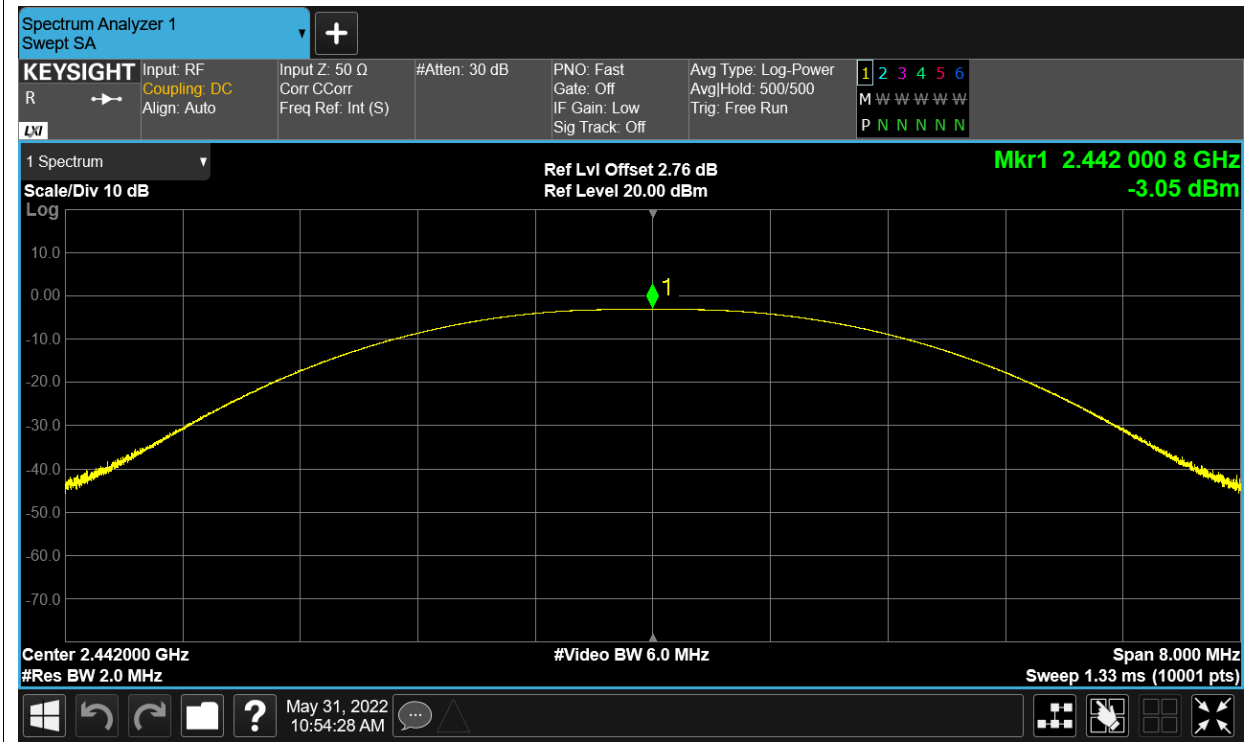 Spectrum Analyzer 1
Swept SA
KEYSIGHT
R
LXI
Input: RF
Coupling: DC
Align: Auto
Input Z: 50 Ω
Corr CCorr
Freq Ref: Int (S)
#Atten: 30 dB
PNO: Fast
Gate: Off
IF Gain: Low
Sig Track: Off
Avg Type: Log-Power
Avg|Hold: 500/500
Trig: Free Run
1 2 3 4 5 6
M W W W W W
P N N N N N
1 Spectrum
Scale/Div 10 dB
Log
Ref Lvl Offset 2.76 dB
Ref Level 20.00 dBm
Mkr1 2.442 000 8 GHz
-3.05 dBm
10.0
0.00
-10.0
-20.0
-30.0
-40.0
-50.0
-60.0
-70.0
1
Center 2.442000 GHz
#Res BW 2.0 MHz
#Video BW 6.0 MHz
Span 8.000 MHz
Sweep 1.33 ms (10001 pts)
?
May 31, 2022
10:54:28 AM